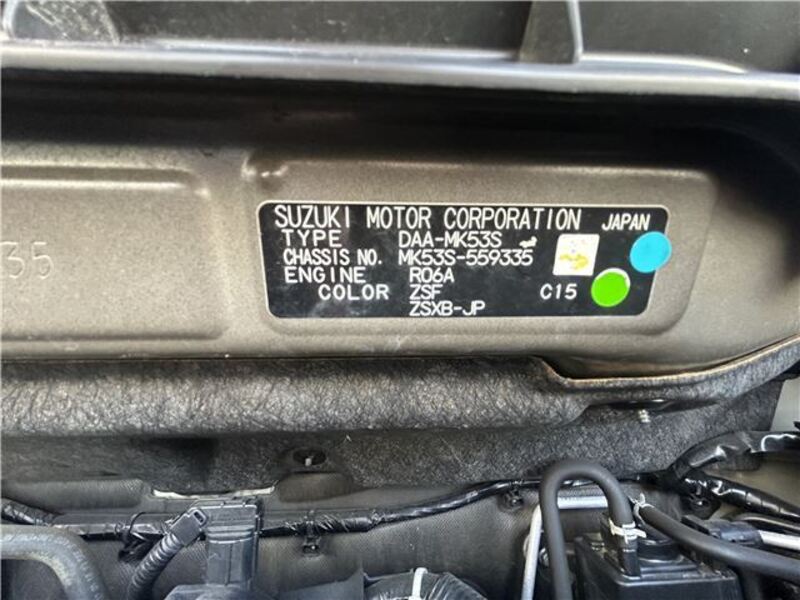 SUZUKI MOTOR CORPORATION JAPAN
TYPE DAA-MK53S
CHASSIS NO. MK53S-559335
ENGINE R06A
COLOR ZSF C15
ZSXB-JP
35